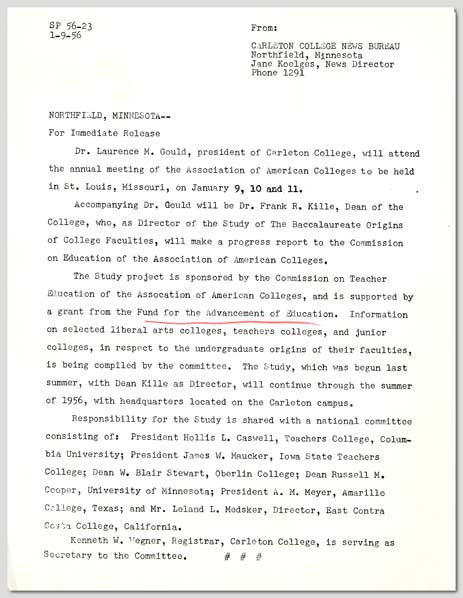 SP 56-23
1-9-56
From:
CARLETON COLLEGE NEWS BUREAU
Northfield, Minnesota
Jane Koelges, News Director
Phone 1291
NORTHFIELD, MINNESOTA--
For Immediate Release
Dr. Laurence M. Gould, president of Carleton College, will attend
the annual meeting of the Association of American Colleges to be held
in St. Louis, Missouri, on January 9, 10 and 11.
Accompanying Dr. Gould will be Dr. Frank R. Kille, Dean of the
College, who, as Director of the Study of The Baccalaureate Origins
of College Faculties, will make a progress report to the Commission
on Education of the Association of American Colleges.
The Study project is sponsored by the Commission on Teacher
Education of the Assocation of American Colleges, and is supported by
a grant from the Fund for the Advancement of Education. Information
on selected liberal arts colleges, teachers colleges, and junior
colleges, in respect to the undergraduate origins of their faculties,
is being compiled by the committee. The Study, which was begun last
summer, with Dean Kille as Director, will continue through the summer
of 1956, with headquarters located on the Carleton campus.
Responsibility for the Study is shared with a national committee
consisting of: President Hollis L. Caswell, Teachers College, Colum-
bia University; President James W. Maucker, Iowa State Teachers
College; Dean W. Blair Stewart, Oberlin College; Dean Russell M.
Cooper, University of Minnesota; President A. M. Meyer, Amarillo
College, Texas; and Mr. Leland L. Medsker, Director, East Contra
Costa College, California.
Kenneth W. Wegner, Registrar, Carleton College, is serving as
Secretary to the Committee. # # #